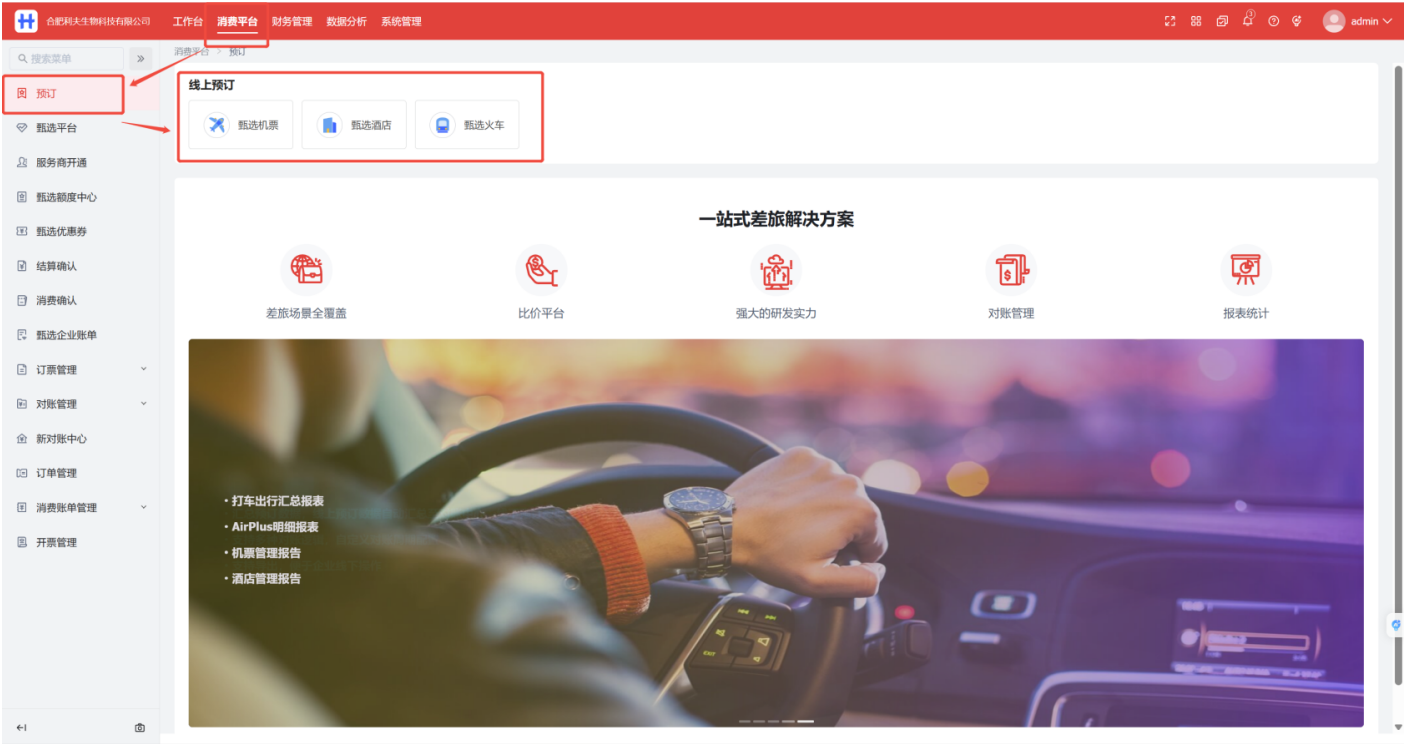 合肥利夫生物科技有限公司 工作台 消费平台 财务管理 数据分析 系统管理 3 admin
搜索菜单
消费平台 > 预订
预订
甄选平台
服务商开通
甄选额度中心
甄选优惠券
结算确认
消费确认
甄选企业账单
订票管理
对账管理
新对账中心
订单管理
消费账单管理
开票管理
线上预订
甄选机票 甄选酒店 甄选火车
一站式差旅解决方案
差旅场景全覆盖 比价平台 强大的研发实力 对账管理 报表统计
· 打车出行汇总报表
· AirPlus明细报表
· 机票管理报告
· 酒店管理报告
EXIT